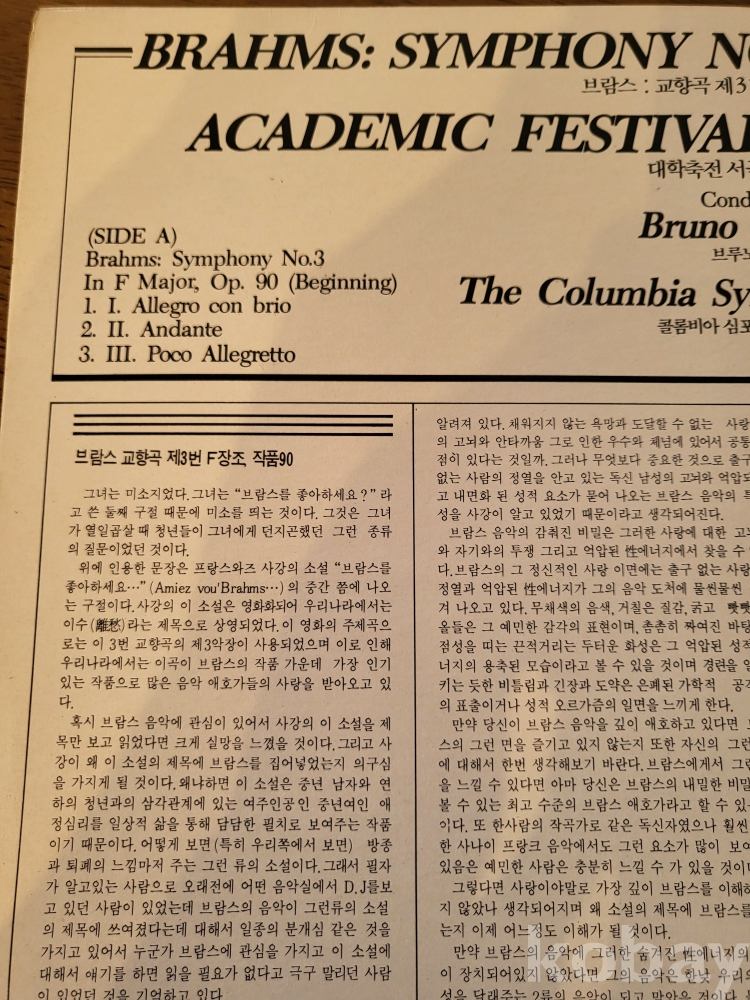 BRAHMS: SYMPHONY NO
브람스 : 교향곡 제3
ACADEMIC FESTIVAL
대학축전 서곡
Cond
Bruno
브루노
The Columbia Sy
콜롬비아 심포
(SIDE A)
Brahms: Symphony No.3
In F Major, Op. 90 (Beginning)
1. I. Allegro con brio
2. II. Andante
3. III. Poco Allegretto
브람스 교향곡 제3번 F장조, 작품90
그녀는 미소지었다. 그녀는 “브람스를 좋아하세요?” 라
고 쓴 둘째 구절 때문에 미소를 띄는 것이다. 그것은 그녀
가 열일곱살 때 청년들이 그녀에게 던지곤했던 그런 종류
의 질문이었던 것이다.
위에 인용한 문장은 프랑소와즈 사강의 소설 “브람스를
좋아하세요…” (Amiez vou'Brahms…) 의 중간 쯤에 나오
는 구절이다. 사강의 이 소설은 영화화되어 우리나라에서는
이수(離愁)라는 제목으로 상영되었다. 이 영화의 주제곡으
로는 이 3번 교향곡의 제3악장이 사용되었으며 이로 인해
우리나라에서는 이곡이 브람스의 작품 가운데 가장 인기
있는 작품으로 많은 음악 애호가들의 사랑을 받아오고 있
다.
혹시 브람스 음악에 관심이 있어서 사강의 이 소설을 제
목만 보고 읽었다면 크게 실망을 느꼈을 것이다. 그리고 사
강이 왜 이 소설의 제목에 브람스를 집어넣었는지 의구심
을 가지게 될 것이다. 왜냐하면 이 소설은 중년 남자와 연
하의 청년과의 삼각관계에 있는 여주인공인 중년여인 애
정심리를 일상적 삶을 통해 담담한 필치로 보여주는 작품
이기 때문이다. 어떻게 보면(특히 우리쪽에서 보면) 방종
과 퇴폐의 느낌마저 주는 그런 류의 소설이다. 그래서 필자
가 알고있는 사람으로 오래전에 어떤 음악실에서 D.J를보
고 있던 사람이 있었는데 브람스의 음악이 그런류의 소설
의 제목에 쓰여졌다는데 대해서 일종의 분개심 같은 것을
가지고 있어서 누군가 브람스에 관심을 가지고 이 소설에
대해서 얘기를 하면 읽을 필요가 없다고 극구 말리던 사람
이 있었던 것을 기억하고 있다.
알려져 있다. 채워지지 않는 욕망과 도달할 수 없는 사랑
의 고뇌와 안타까움 그로 인한 우수와 체념에 있어서 공통
점이 있다는 것일까. 그러나 무엇보다 중요한 것으로 출구
없는 사람의 정열을 안고 있는 독신 남성의 고뇌와 억압되
고 내면화 된 성적 요소가 묻어 나오는 브람스 음악의 특
성을 사강이 알고 있었기 때문이라고 생각되어진다.
브람스 음악의 감춰진 비밀은 그러한 사랑에 대한 고뇌
와 자기와의 투쟁 그리고 억압된 性에너지에서 찾을 수
다. 브람스의 그 정신적인 사랑 이면에는 출구 없는 사랑
정열과 억압된 性에너지가 그의 음악 도처에 물씬물씬
겨 나오고 있다. 무채색의 음색, 거칠은 질감, 굵고 빳빳
올들은 그 예민한 감각의 표현이며, 촘촘히 짜여진 바탕
점성을 띠는 끈적거리는 두터운 화성은 그 억압된 성적
너지의 용축된 모습이라고 볼 수 있을 것이며 경련을 일
키는 듯한 비틀림과 긴장과 도약은 은폐된 가학적 공격
의 표출이거나 성적 오르가즘의 일면을 느끼게 한다.
만약 당신이 브람스 음악을 깊이 애호하고 있다면 브
스의 그런 면을 즐기고 있지 않는지 또한 자신의 그런
에 대해서 한번 생각해보기 바란다. 브람스에게서 그런
을 느낄 수 있다면 아마 당신은 브람스의 내밀한 비밀
볼 수 있는 최고 수준의 브람스 애호가라고 할 수 있
이다. 또 한사람의 작곡가로 같은 독신자였으나 훨씬
한 사나이 프랑크 음악에서도 그런 요소가 많이 보여
있음은 예민한 사람은 충분히 느낄 수 가 있을 것이다
그렇다면 사랑이야말로 가장 깊이 브람스를 이해하
지 않았나 생각되어지며 왜 소설의 제목에 브람스를
는지 이제 어느정도 이해가 될 것이다.
만약 브람스의 음악에 그러한 숨겨진 性에너지의
이 장치되어있지 않았다면 그의 음악은 한낫 우리의
성을 달래주는 2류의 음악이 되고 말았을 것이다.
kcbay